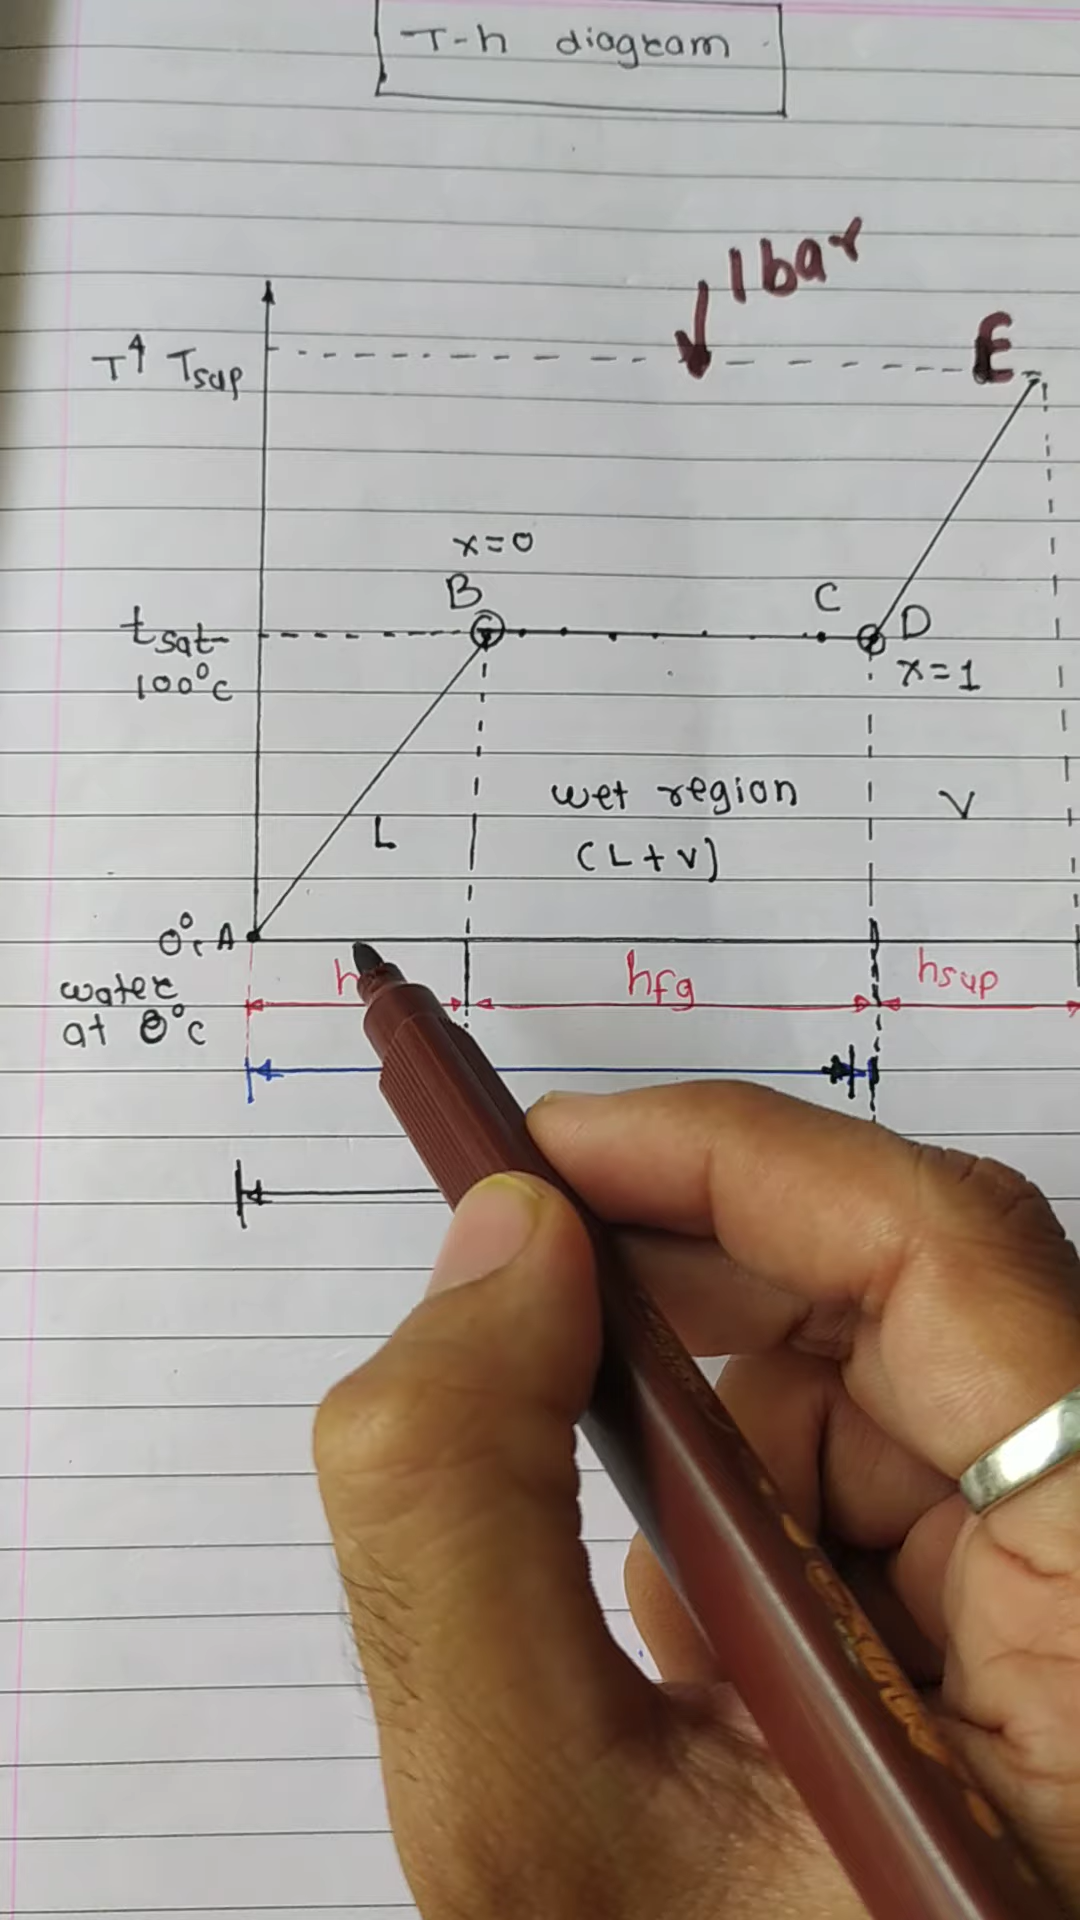 T-h diagram
1bar
T Tsup
E
x=0
B
C
D
tsat
100°C
x=1
wet region
V
L
(L+V)
0°C A
h
hfg
hsup
water
at 0°C